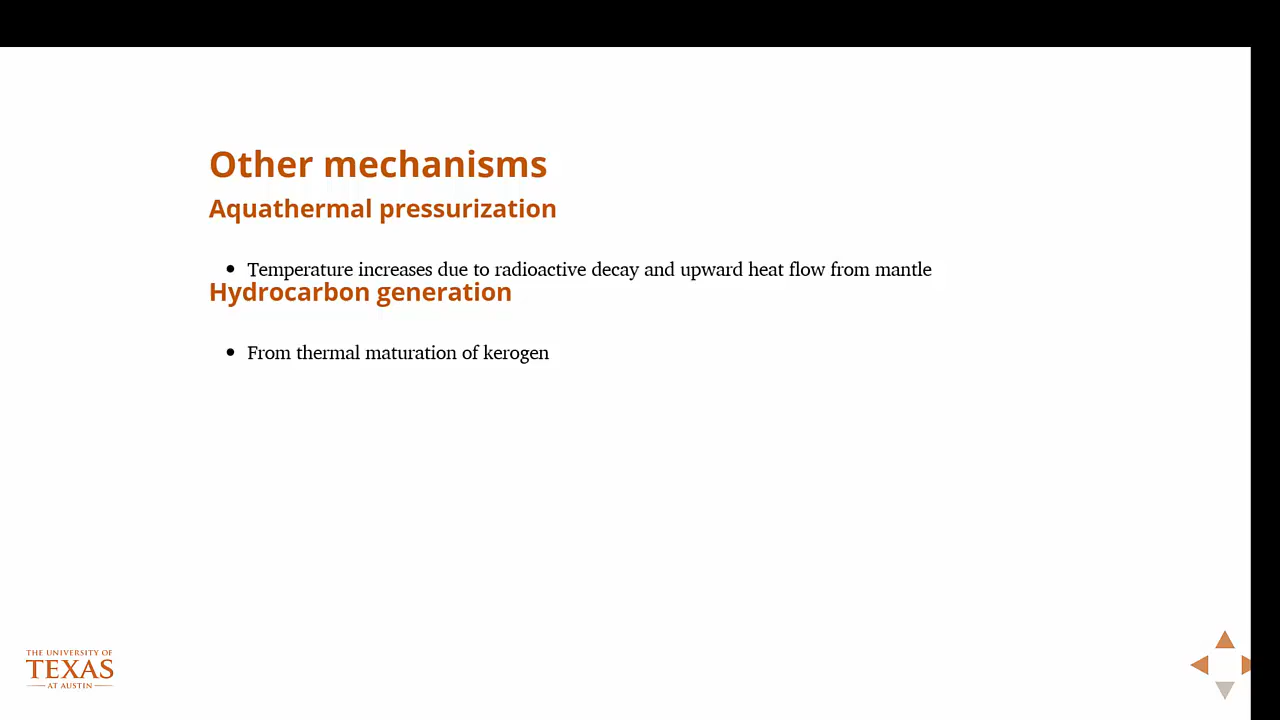 Other mechanisms
Aquathermal pressurization
• Temperature increases due to radioactive decay and upward heat flow from mantle
Hydrocarbon generation
• From thermal maturation of kerogen
THE UNIVERSITY OF
TEXAS
AT AUSTIN